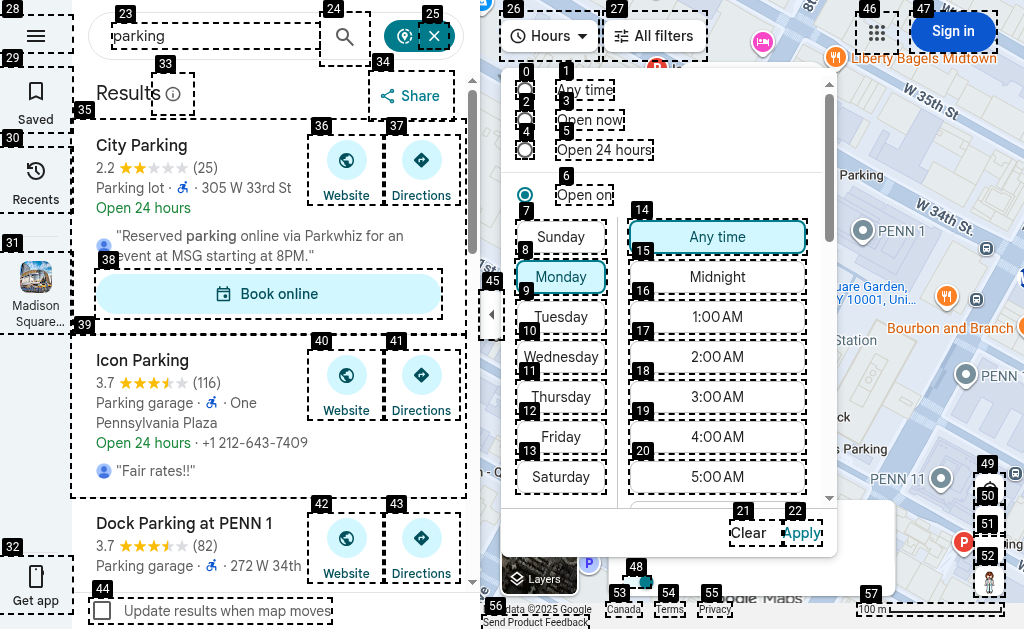 28
29
Saved
30
Recents
31
Madison
Square...
32
Get app
23
parking
24
25
33
Results
34
Share
35
City Parking
2.2
(25)
Parking lot · 305 W 33rd St
Open 24 hours
"Reserved parking online via Parkwhiz for an
event at MSG starting at 8PM."
36
Website
37
Directions
38
Book online
39
Icon Parking
3.7
(116)
Parking garage · One
Pennsylvania Plaza
Open 24 hours · +1 212-643-7409
"Fair rates!!"
40
Website
41
Directions
Dock Parking at PENN 1
3.7
(82)
Parking garage · 272 W 34th
42
Website
43
Directions
44
Update results when map moves
45
26
Hours
27
All filters
46
47
Sign in
0
1
Any time
2
3
Open now
4
5
Open 24 hours
6
Open on
7
Sunday
8
Monday
9
Tuesday
10
Wednesday
11
Thursday
12
Friday
13
Saturday
14
Any time
15
Midnight
16
1:00 AM
17
2:00 AM
18
3:00 AM
19
4:00 AM
20
5:00 AM
21
Clear
22
Apply
Liberty Bagels Midtown
W 35th St
Parking
W 34th St
PENN 1
Bourbon and Branch
Station
PENN 11
49
50
51
52
Layers
48
Google Maps
data ©2025 Google
53
Canada
54
Terms
55
Privacy
56
Send Product Feedback
57
100 m